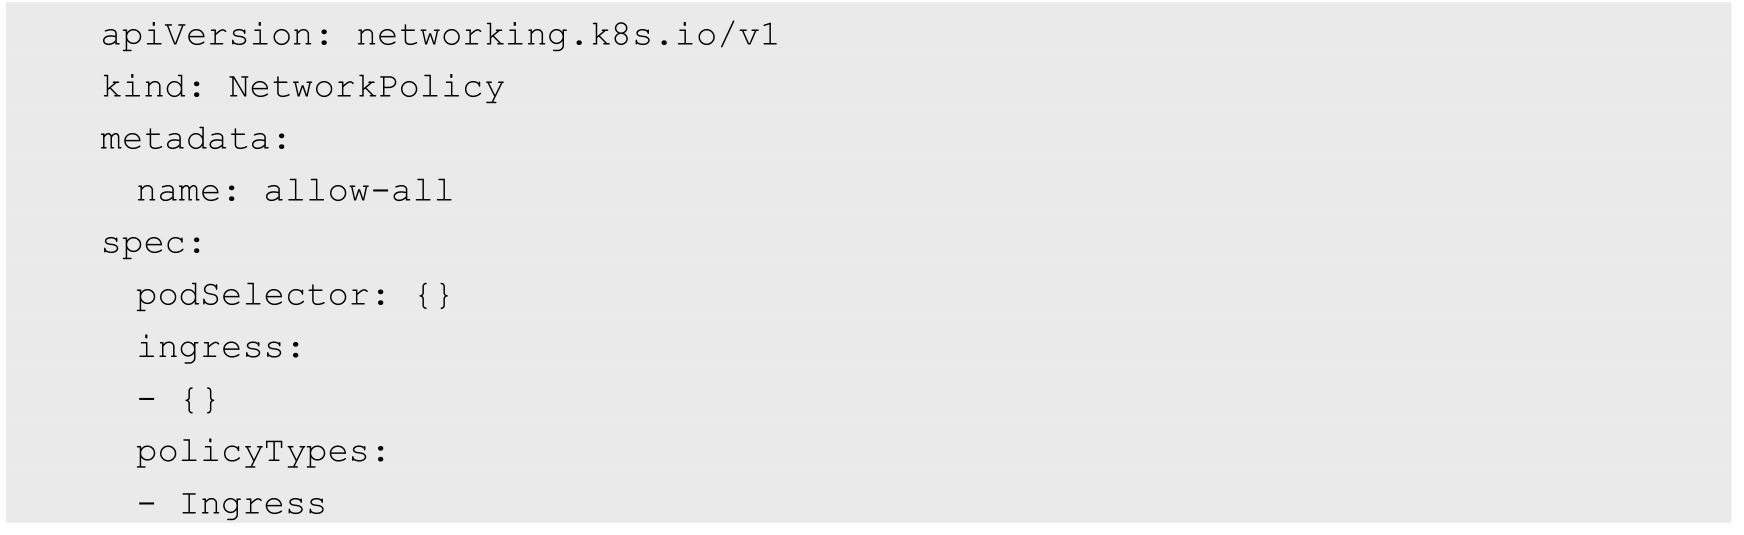 apiVersion: networking.k8s.io/v1
kind: NetworkPolicy
metadata:
  name: allow-all
spec:
  podSelector: {}
  ingress:
  - {}
  policyTypes:
  - Ingress